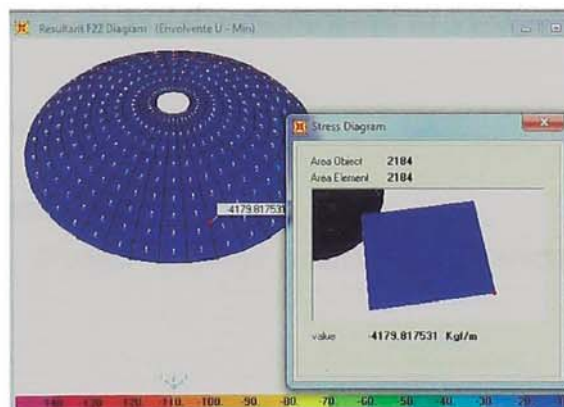 Resultant F22 Diagram (Envolvente U - Min)
-4179.817531
Stress Diagram
Area Object 2184
Area Element 2184
value -4179.817531 Kgf/m
-140. -130. -120. -110. -100. -90. -80. -70. -60. -50. -40. -30. -20.